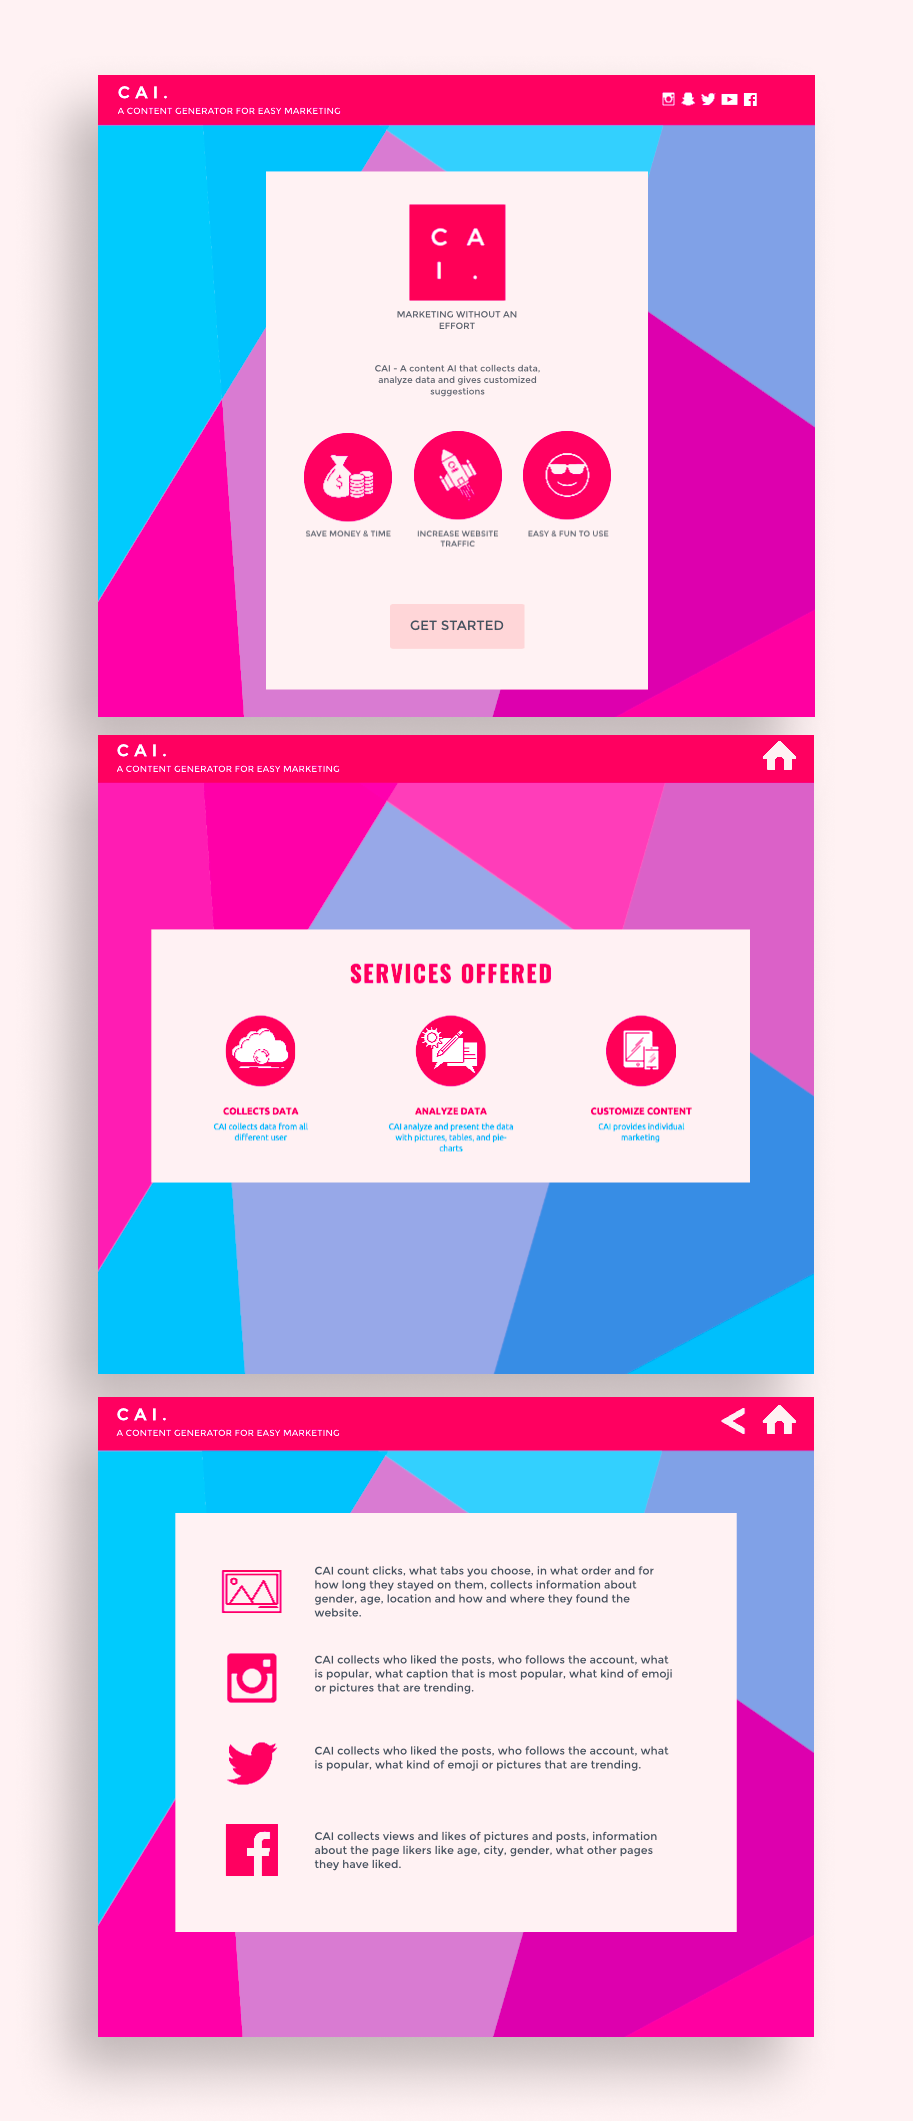 CAI.
A CONTENT GENERATOR FOR EASY MARKETING
C A
I .
MARKETING WITHOUT AN
EFFORT
CAI - A content AI that collects data,
analyze data and gives customized
suggestions
SAVE MONEY & TIME
INCREASE WEBSITE
TRAFFIC
EASY & FUN TO USE
GET STARTED
CAI.
A CONTENT GENERATOR FOR EASY MARKETING
SERVICES OFFERED
COLLECTS DATA
CAI collects data from all
different user
ANALYZE DATA
CAI analyze and present the data
with pictures, tables, and pie-
charts
CUSTOMIZE CONTENT
CAI provides individual
marketing
CAI.
A CONTENT GENERATOR FOR EASY MARKETING
CAI count clicks, what tabs you choose, in what order and for
how long they stayed on them, collects information about
gender, age, location and how and where they found the
website.
CAI collects who liked the posts, who follows the account, what
is popular, what caption that is most popular, what kind of emoji
or pictures that are trending.
CAI collects who liked the posts, who follows the account, what
is popular, what kind of emoji or pictures that are trending.
CAI collects views and likes of pictures and posts, information
about the page likers like age, city, gender, what other pages
they have liked.